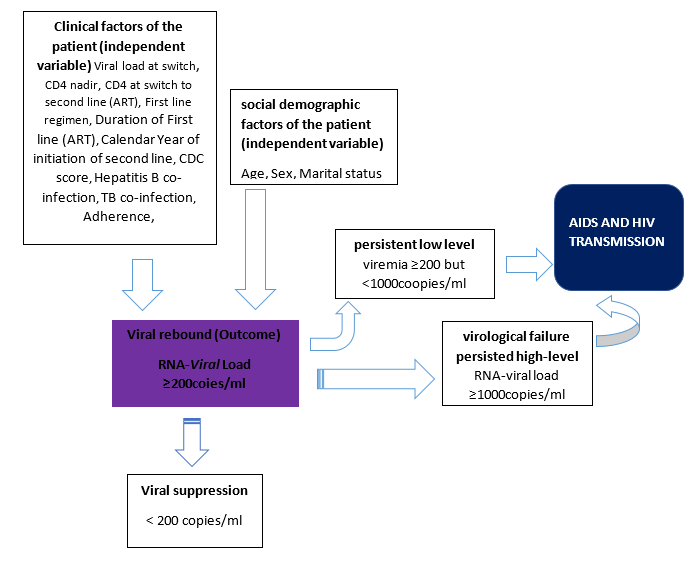 Clinical factors of the
patient (independent
variable) Viral load at switch,
CD4 nadir, CD4 at switch to
second line (ART), First line
regimen, Duration of First
line (ART), Calendar Year of
initiation of second line, CDC
score, Hepatitis B co-
infection, TB co-infection,
Adherence,
social demographic
factors of the patient
(independent variable)
Age, Sex, Marital status
persistent low level
viremia ≥200 but
<1000coopies/ml
AIDS AND HIV
TRANSMISSION
Viral rebound (Outcome)
RNA-Viral Load
≥200coies/ml
virological failure
persisted high-level
RNA-viral load
≥1000copies/ml
Viral suppression
< 200 copies/ml